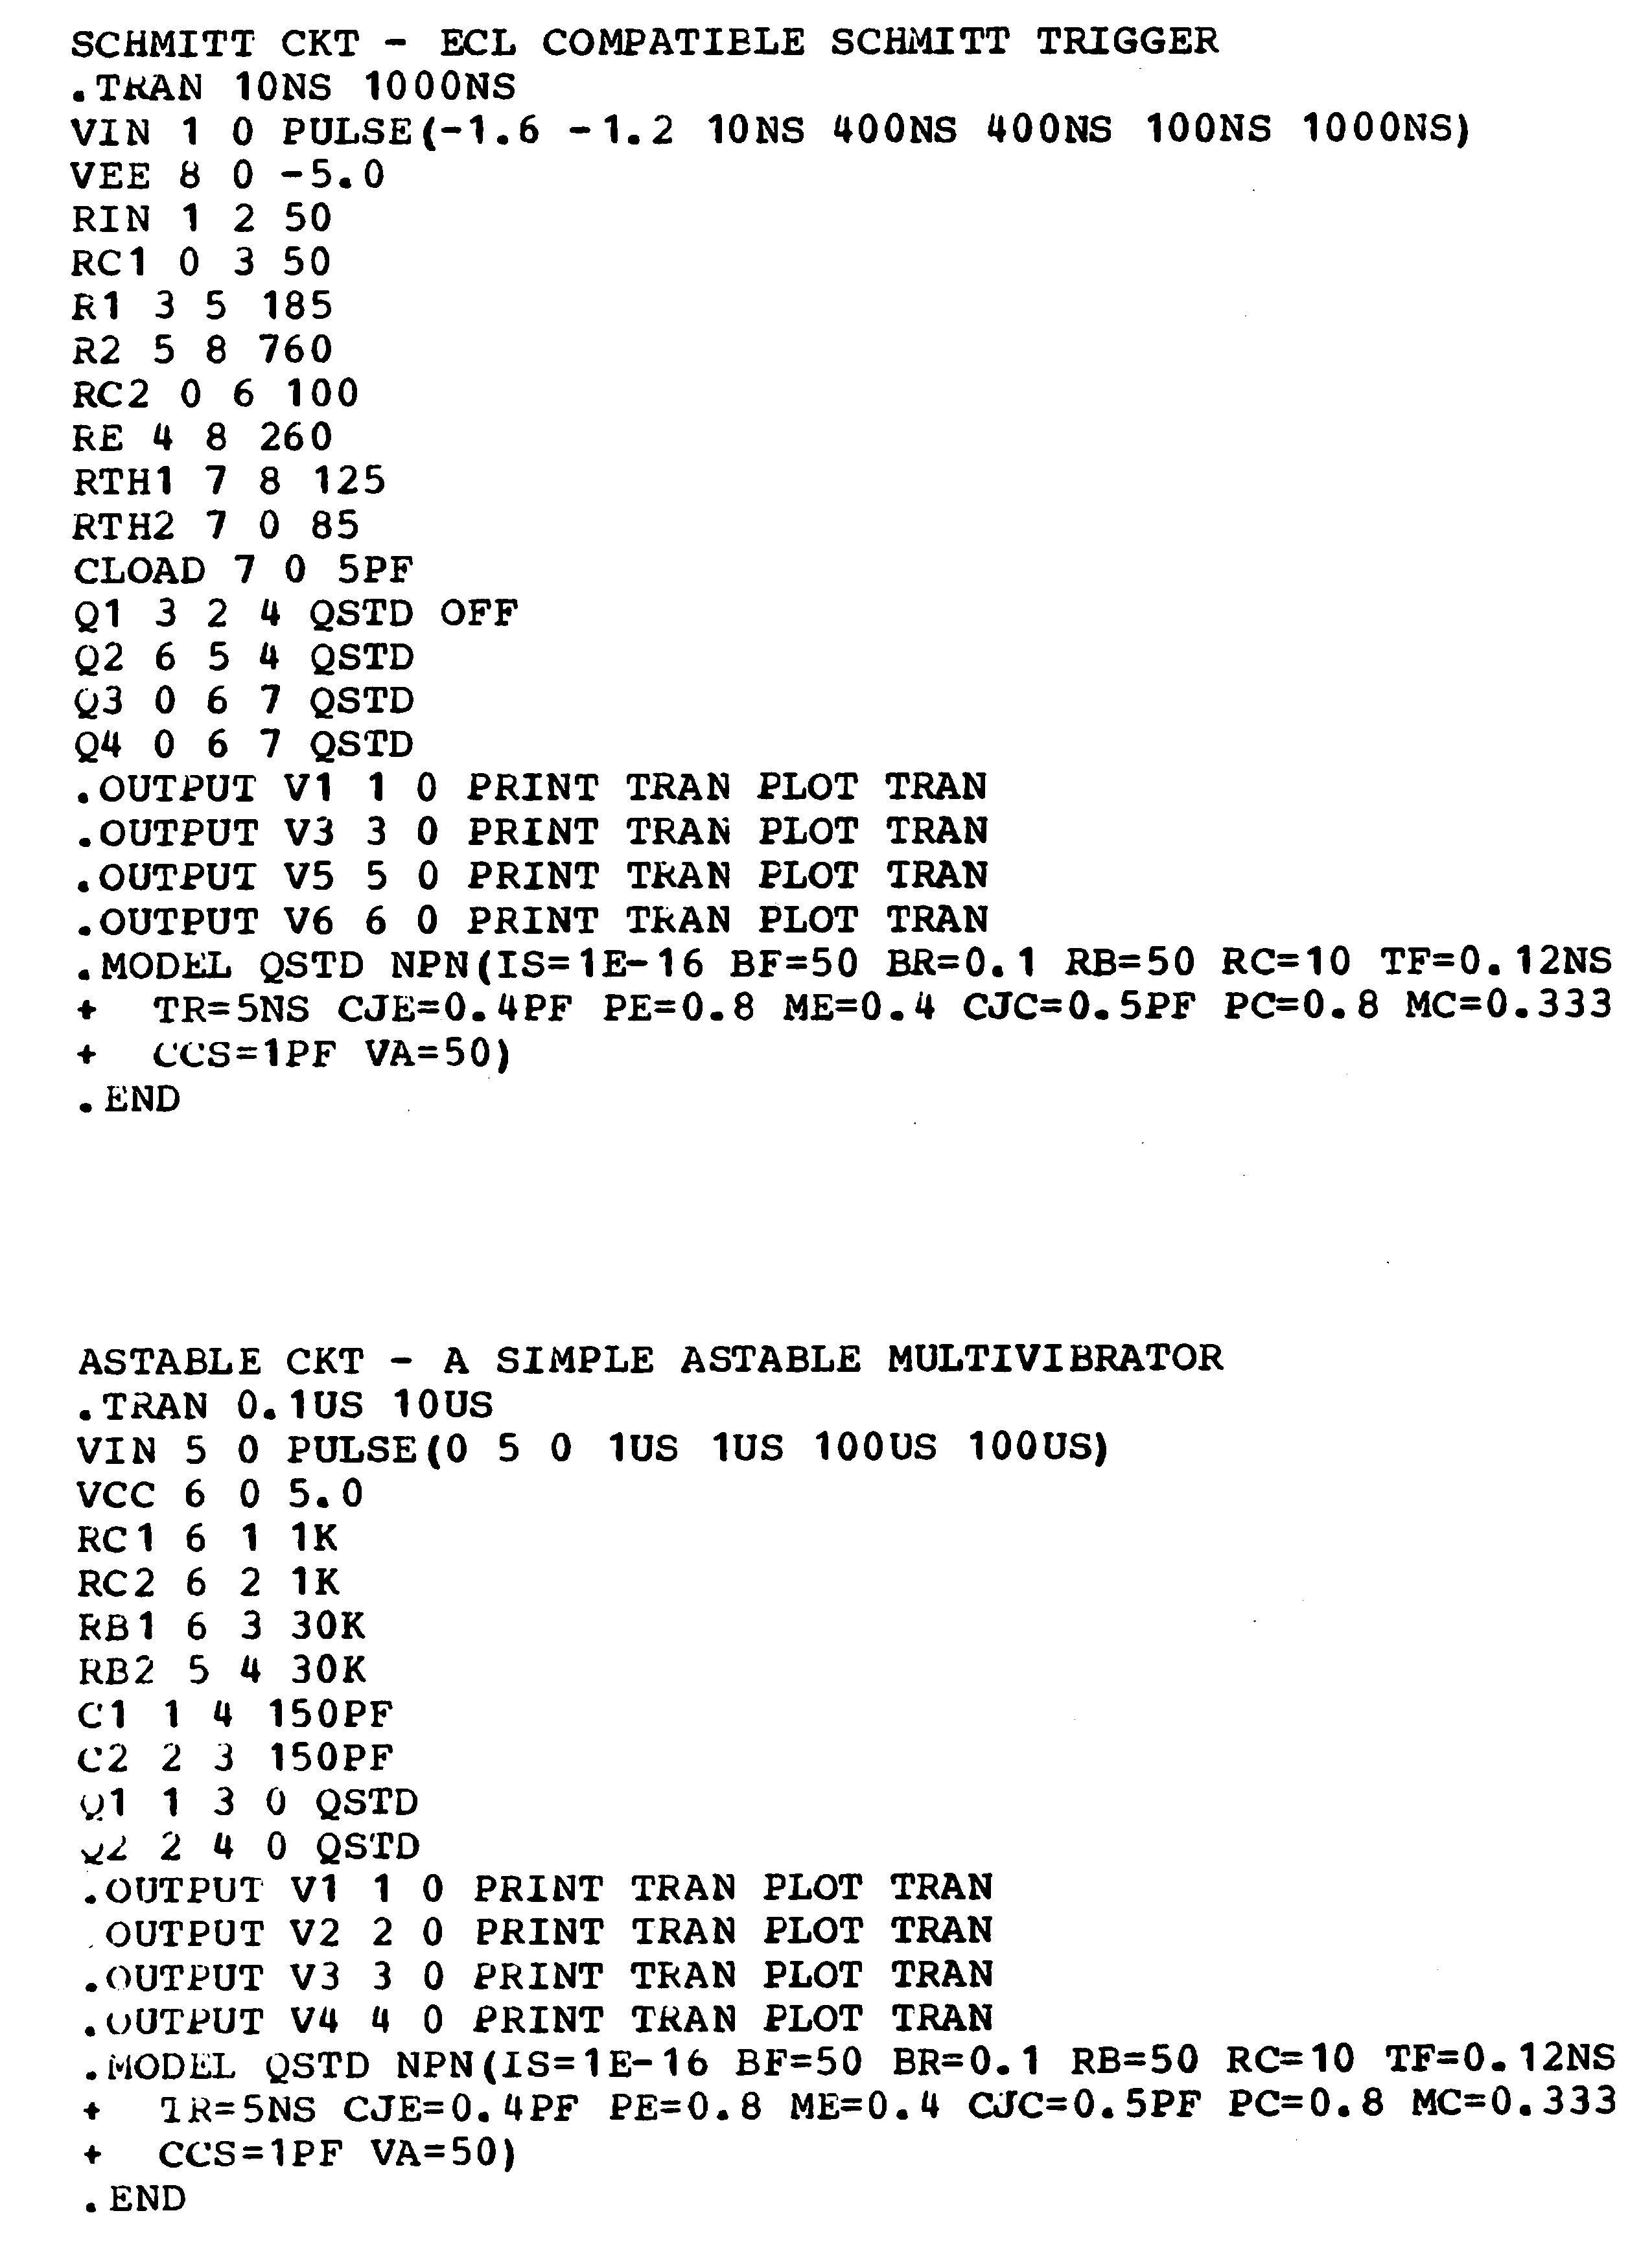 SCHMITT CKT - ECL COMPATIBLE SCHMITT TRIGGER
.TRAN 10NS 1000NS
VIN 1 0 PULSE(-1.6 -1.2 10NS 400NS 400NS 100NS 1000NS)
VEE 8 0 -5.0
RIN 1 2 50
RC1 0 3 50
R1 3 5 185
R2 5 8 760
RC2 0 6 100
RE 4 8 260
RTH1 7 8 125
RTH2 7 0 85
CLOAD 7 0 5PF
Q1 3 2 4 QSTD OFF
Q2 6 5 4 QSTD
Q3 0 6 7 QSTD
Q4 0 6 7 QSTD
.OUTPUT V1 1 0 PRINT TRAN PLOT TRAN
.OUTPUT V3 3 0 PRINT TRAN PLOT TRAN
.OUTPUT V5 5 0 PRINT TRAN PLOT TRAN
.OUTPUT V6 6 0 PRINT TRAN PLOT TRAN
.MODEL QSTD NPN(IS=1E-16 BF=50 BR=0.1 RB=50 RC=10 TF=0.12NS
+ TR=5NS CJE=0.4PF PE=0.8 ME=0.4 CJC=0.5PF PC=0.8 MC=0.333
+ CCS=1PF VA=50)
.END
ASTABLE CKT - A SIMPLE ASTABLE MULTIVIBRATOR
.TRAN 0.1US 10US
VIN 5 0 PULSE(0 5 0 1US 1US 100US 100US)
VCC 6 0 5.0
RC1 6 1 1K
RC2 6 2 1K
RB1 6 3 30K
RB2 5 4 30K
C1 1 4 150PF
C2 2 3 150PF
Q1 1 3 0 QSTD
Q2 2 4 0 QSTD
.OUTPUT V1 1 0 PRINT TRAN PLOT TRAN
.OUTPUT V2 2 0 PRINT TRAN PLOT TRAN
.OUTPUT V3 3 0 PRINT TRAN PLOT TRAN
.OUTPUT V4 4 0 PRINT TRAN PLOT TRAN
.MODEL QSTD NPN(IS=1E-16 BF=50 BR=0.1 RB=50 RC=10 TF=0.12NS
+ TR=5NS CJE=0.4PF PE=0.8 ME=0.4 CJC=0.5PF PC=0.8 MC=0.333
+ CCS=1PF VA=50)
.END